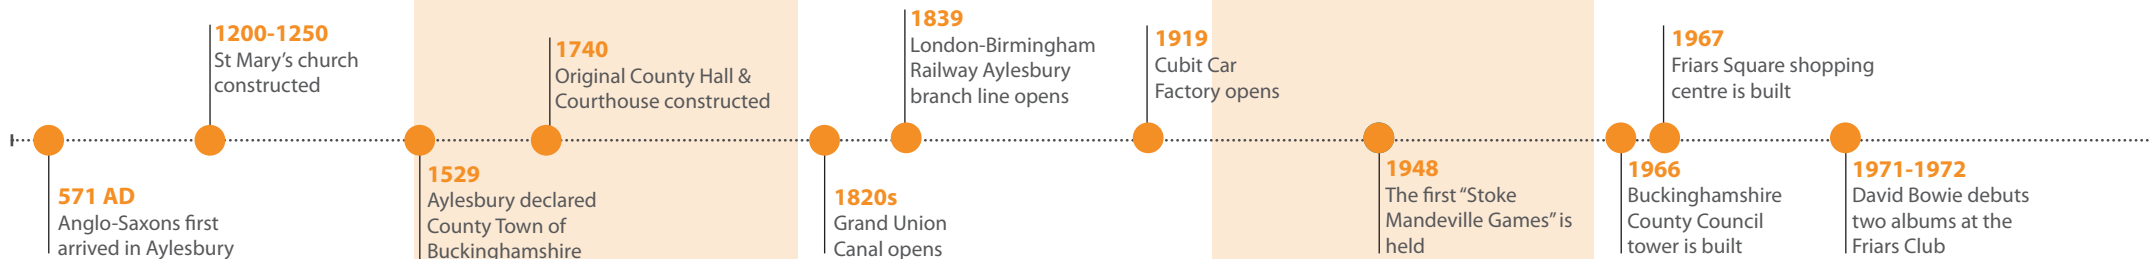 571 AD
Anglo-Saxons first
arrived in Aylesbury
1200-1250
St Mary’s church
constructed
1529
Aylesbury declared
County Town of
Buckinghamshire
1740
Original County Hall &
Courthouse constructed
1820s
Grand Union
Canal opens
1839
London-Birmingham
Railway Aylesbury
branch line opens
1919
Cubit Car
Factory opens
1948
The first “Stoke
Mandeville Games” is
held
1966
Buckinghamshire
County Council
tower is built
1967
Friars Square shopping
centre is built
1971-1972
David Bowie debuts
two albums at the
Friars Club